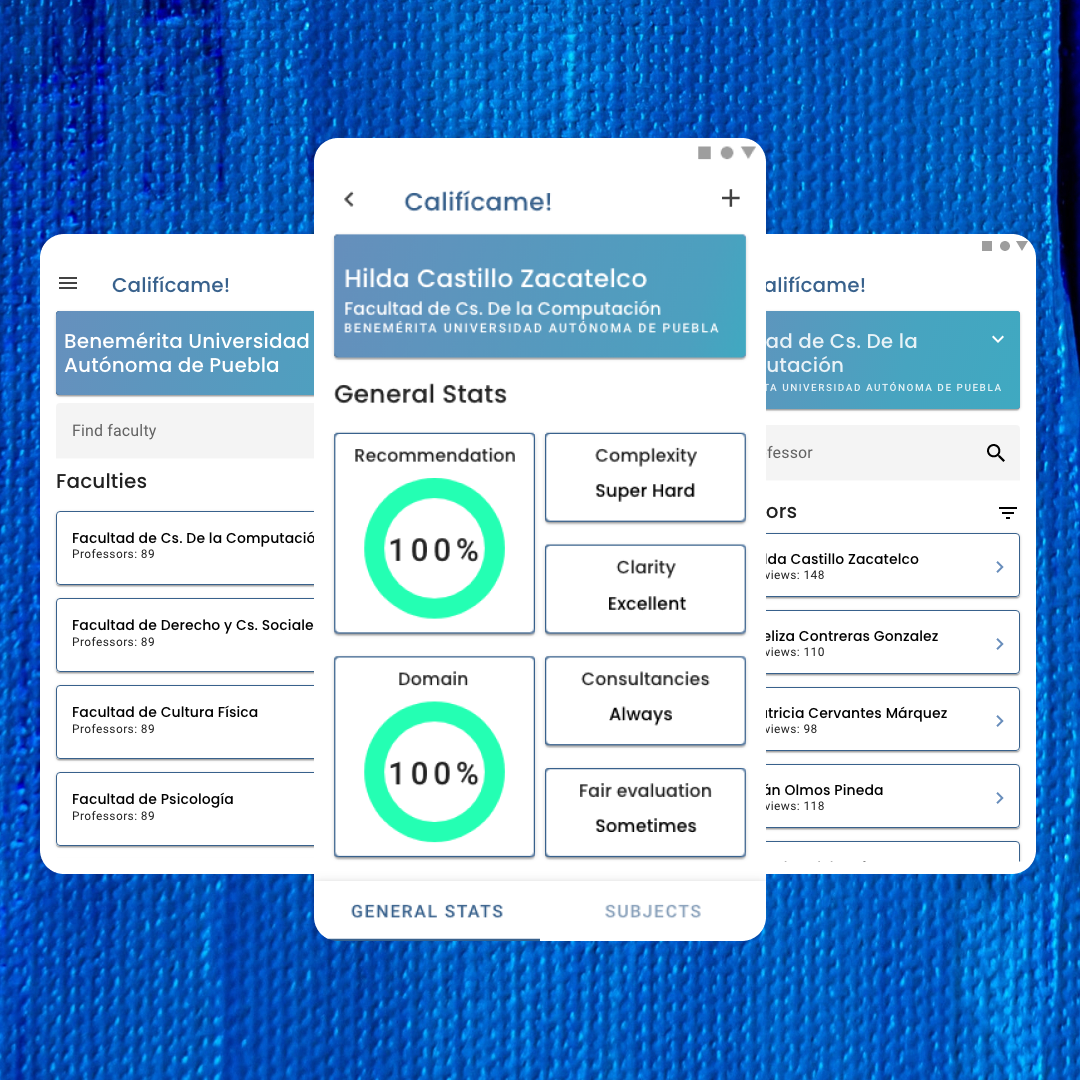 Califícame!
Benemérita Universidad
Autónoma de Puebla
Find faculty
Faculties
Facultad de Cs. De la Computació
Professors: 89
Facultad de Derecho y Cs. Sociale
Professors: 89
Facultad de Cultura Física
Professors: 89
Facultad de Psicología
Professors: 89
Califícame!
Hilda Castillo Zacatelco
Facultad de Cs. De la Computación
BENEMÉRITA UNIVERSIDAD AUTÓNOMA DE PUEBLA
General Stats
Recommendation
100%
Complexity
Super Hard
Clarity
Excellent
Domain
100%
Consultancies
Always
Fair evaluation
Sometimes
GENERAL STATS
SUBJECTS
alifícame!
ad de Cs. De la
utación
TA UNIVERSIDAD AUTÓNOMA DE PUEBLA
fessor
ors
lda Castillo Zacatelco
views: 148
eliza Contreras Gonzalez
views: 110
atricia Cervantes Márquez
views: 98
án Olmos Pineda
views: 118